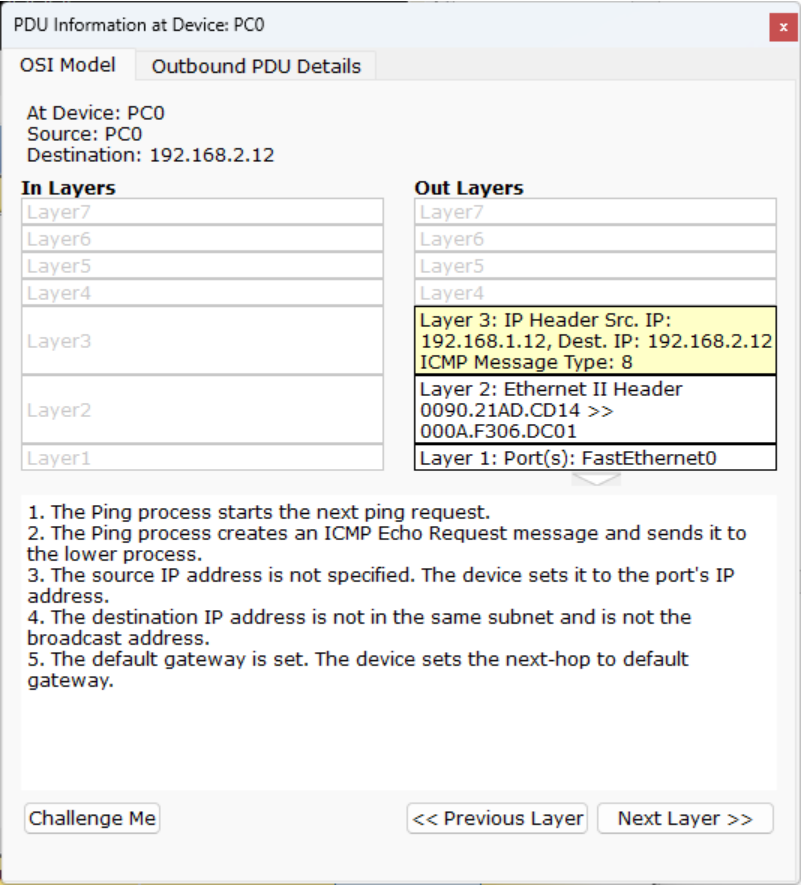 PDU Information at Device: PC0
x
OSI Model
Outbound PDU Details
At Device: PC0
Source: PC0
Destination: 192.168.2.12
In Layers
Layer7
Layer6
Layer5
Layer4
Layer3
Layer2
Layer1
Out Layers
Layer7
Layer6
Layer5
Layer4
Layer 3: IP Header Src. IP:
192.168.1.12, Dest. IP: 192.168.2.12
ICMP Message Type: 8
Layer 2: Ethernet II Header
0090.21AD.CD14 >>
000A.F306.DC01
Layer 1: Port(s): FastEthernet0
1. The Ping process starts the next ping request.
2. The Ping process creates an ICMP Echo Request message and sends it to
the lower process.
3. The source IP address is not specified. The device sets it to the port's IP
address.
4. The destination IP address is not in the same subnet and is not the
broadcast address.
5. The default gateway is set. The device sets the next-hop to default
gateway.
Challenge Me
<< Previous Layer
Next Layer >>